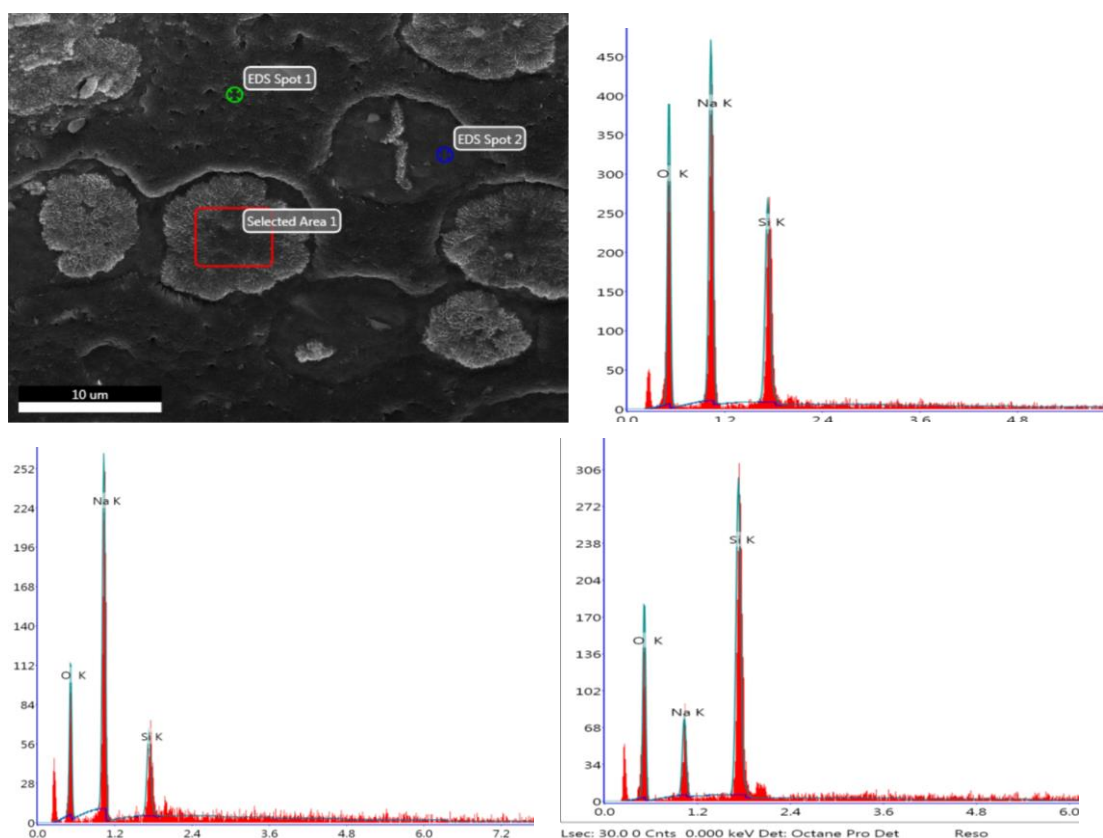 EDS Spot 1
EDS Spot 2
Selected Area 1
10 um
450
400
350
300
250
200
150
100
50
0
O K
Na K
Si K
0.0 1.2 2.4 3.6 4.8
252
224
196
168
140
112
84
56
28
0
Na K
O K
Si K
0.0 1.2 2.4 3.6 4.8 6.0 7.2
306
272
238
204
170
136
102
68
34
0
Si K
O K
Na K
0.0 1.2 2.4 3.6 4.8 6.0
Lsec: 30.0 0 Cnts 0.000 keV Det: Octane Pro Det Reso